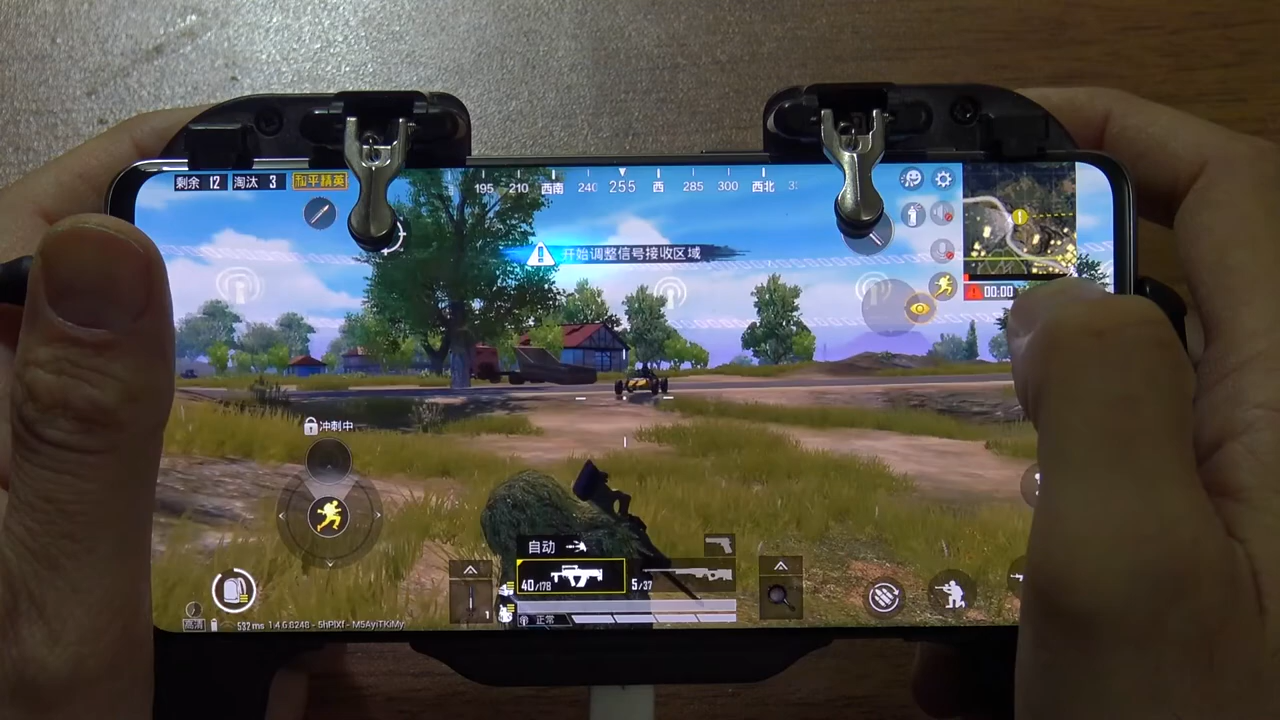 剩余 12 淘汰 3 和平精英
195 210 西南 240 255 西 285 300 西北
开始调整信号接收区域
00:00
冲刺中
自动
40/178 5/37
1
正常
高清 532 ms 1.4.6.8248 - 5hPlXf - M5AyiTKiMy